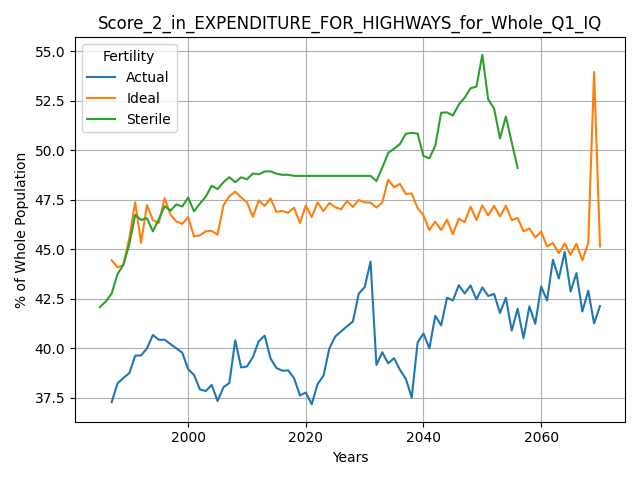 Score_2_in_EXPENDITURE_FOR_HIGHWAYS_for_Whole_Q1_IQ
Fertility
Actual
Ideal
Sterile
% of Whole Population
55.0
52.5
50.0
47.5
45.0
42.5
40.0
37.5
2000
2020
2040
2060
Years